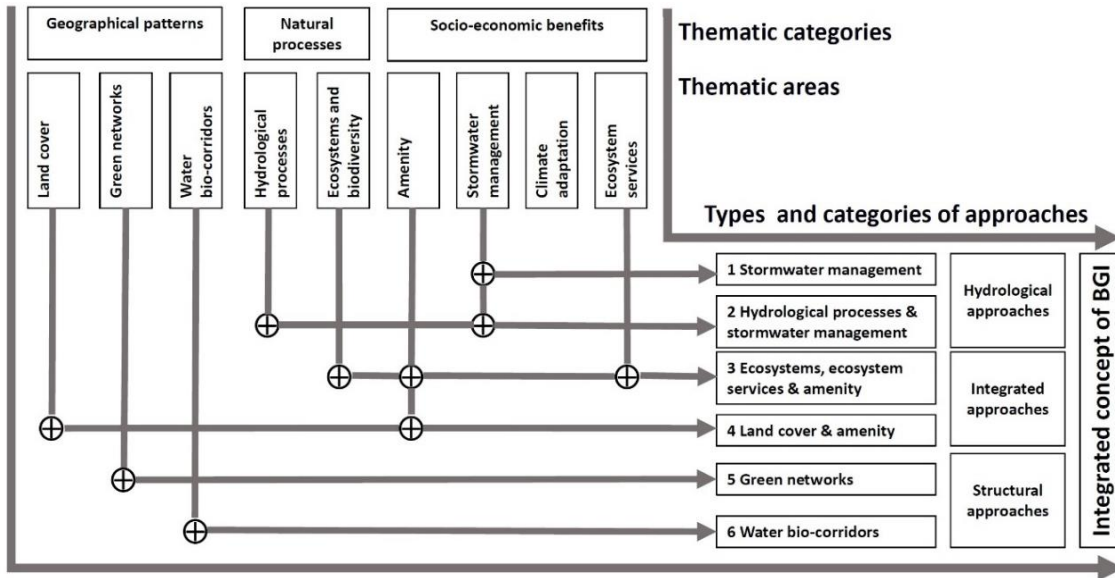 Geographical patterns
Natural
processes
Socio-economic benefits
Thematic categories
Thematic areas
Land cover
Green networks
Water
bio-corridors
Hydrological
processes
Ecosystems and
biodiversity
Amenity
Stormwater
management
Climate
adaptation
Ecosystem
services
Types and categories of approaches
1 Stormwater management
2 Hydrological processes &
stormwater management
Hydrological
approaches
3 Ecosystems, ecosystem
services & amenity
4 Land cover & amenity
Integrated
approaches
5 Green networks
6 Water bio-corridors
Structural
approaches
Integrated concept of BGI